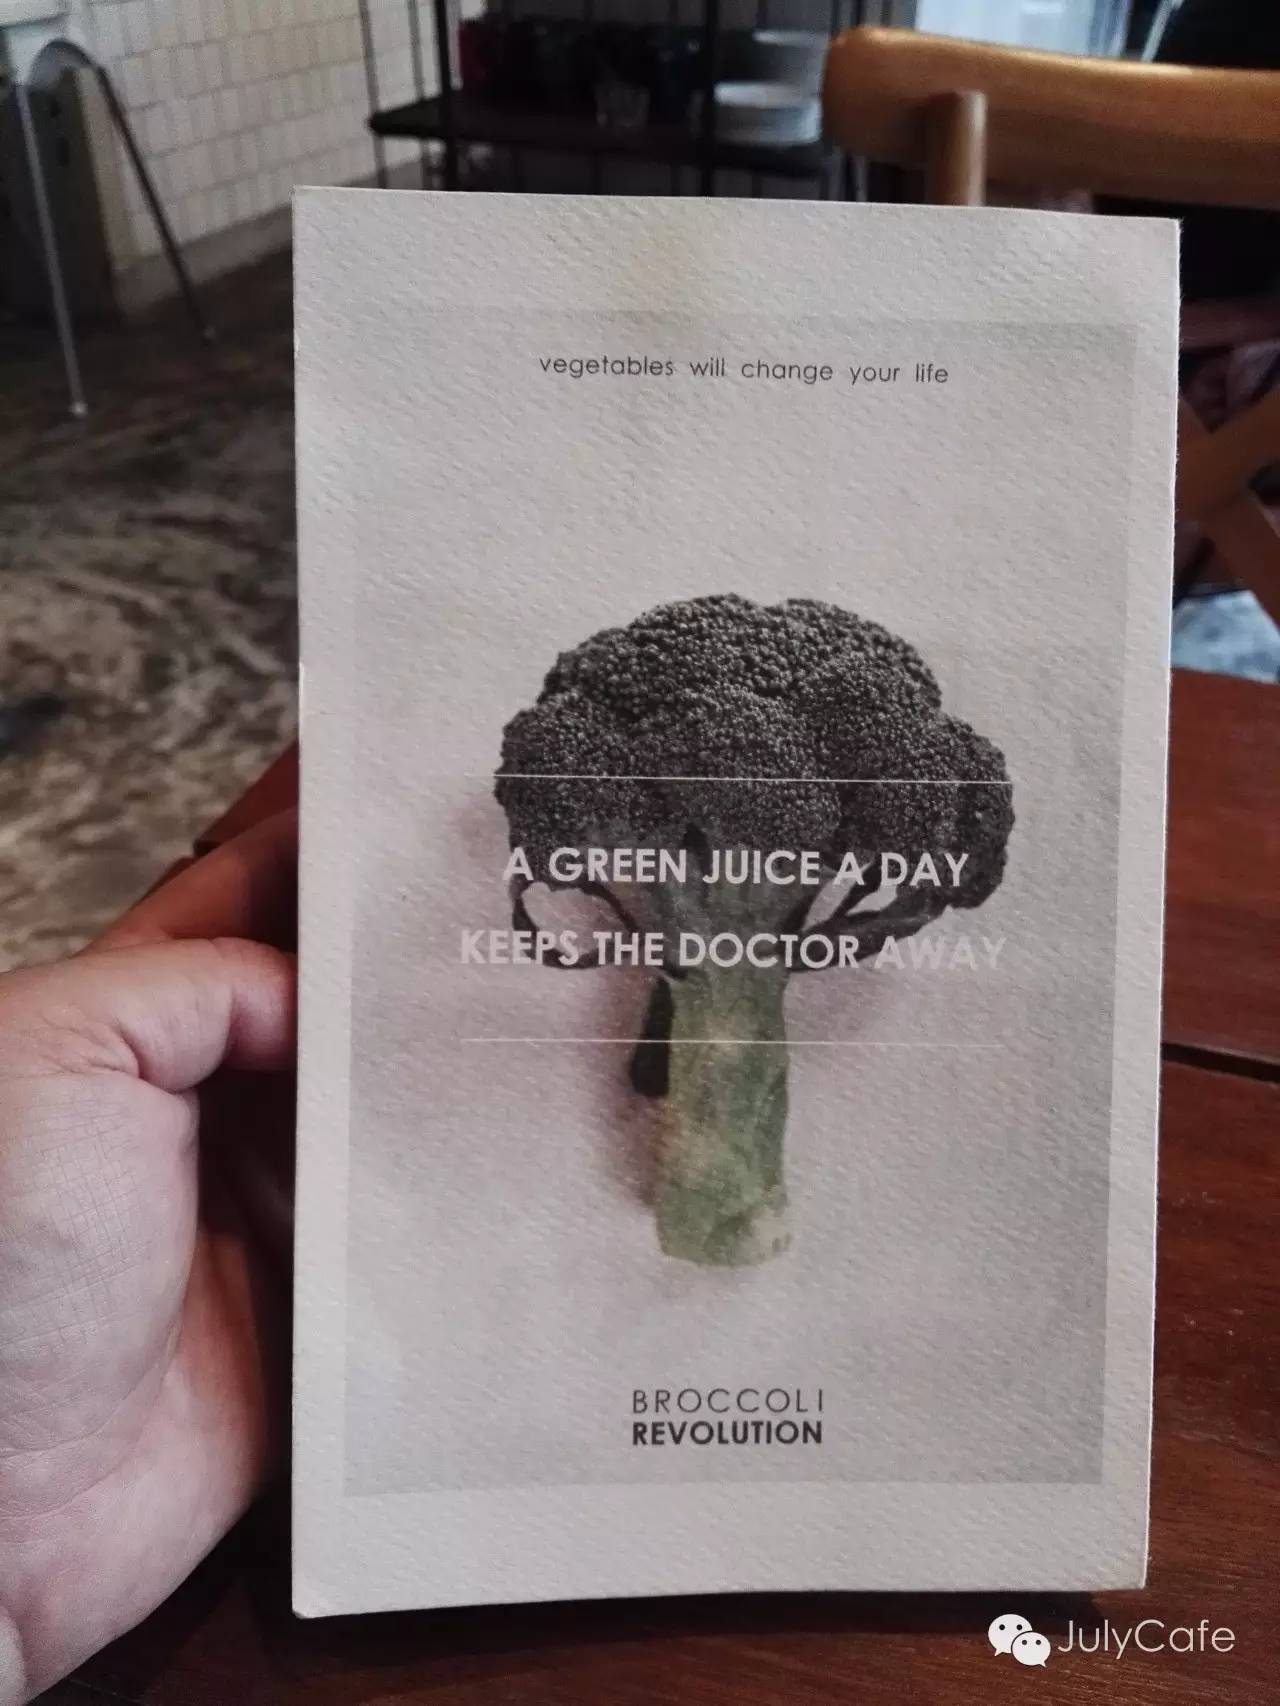 vegetables will change your life
A GREEN JUICE A DAY
KEEPS THE DOCTOR AWAY
BROCCOLI
REVOLUTION
JulyCafe